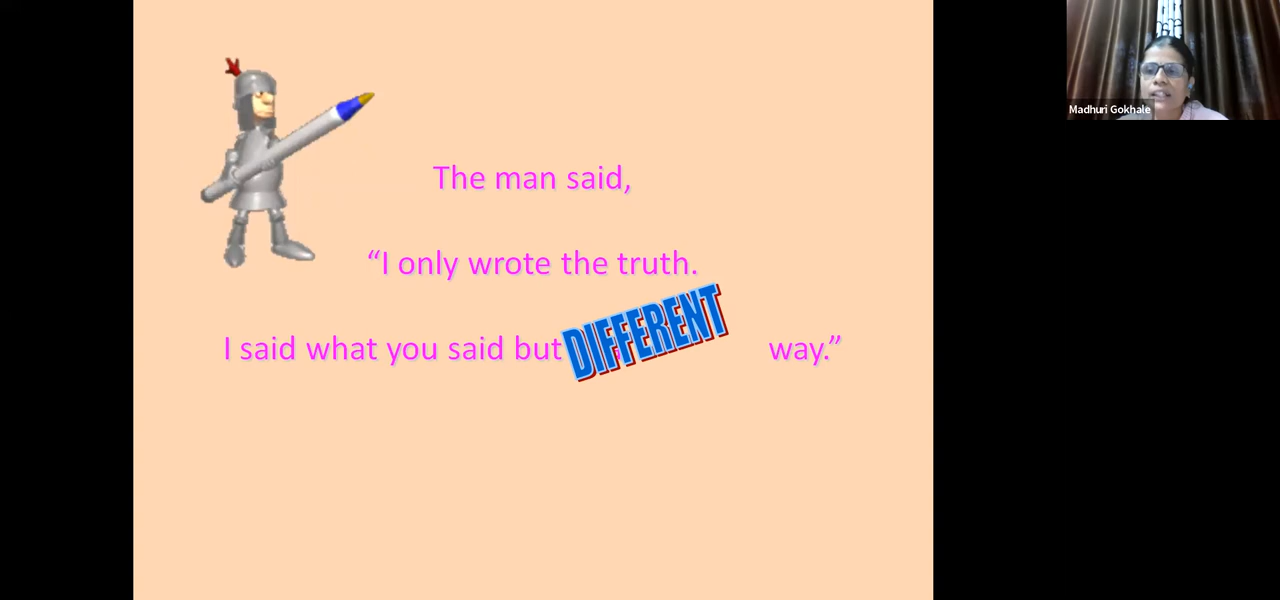 The man said,
“I only wrote the truth.
I said what you said but DIFFERENT way.”
Madhuri Gokhale